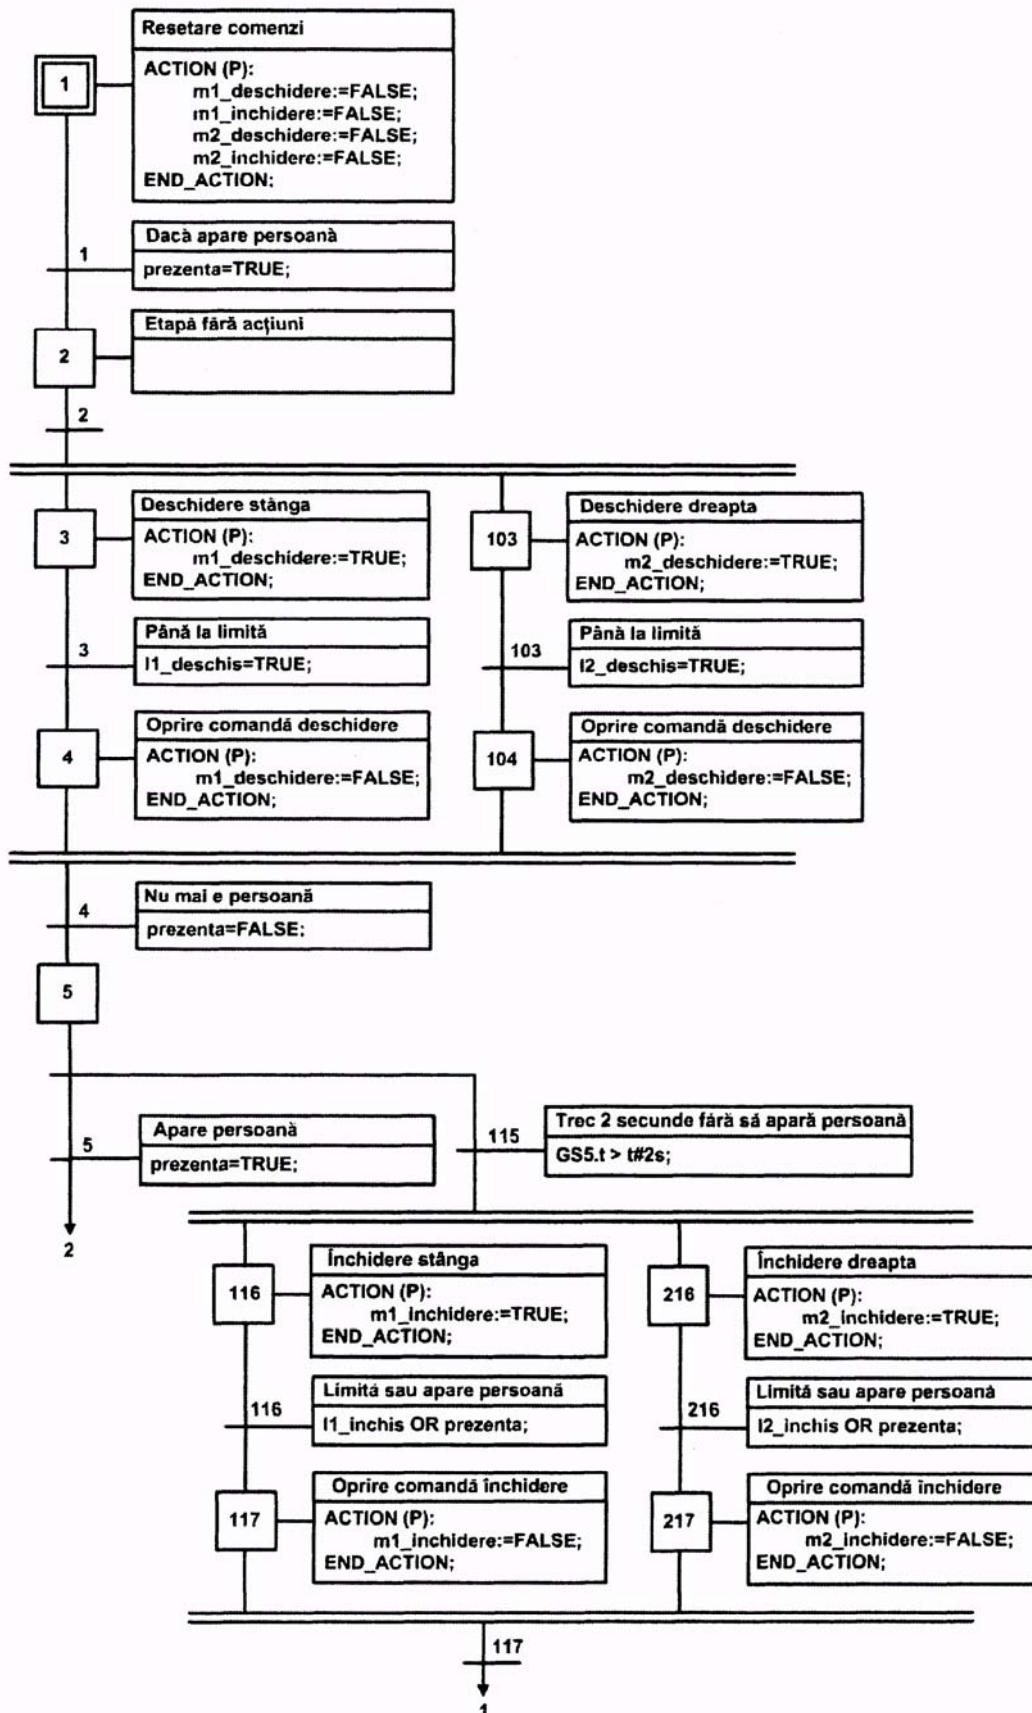 Resetare comenzi
1
ACTION (P):
m1_deschidere:=FALSE;
m1_inchidere:=FALSE;
m2_deschidere:=FALSE;
m2_inchidere:=FALSE;
END_ACTION;
1
Dacă apare persoană
prezenta=TRUE;
2
Etapă fără acţiuni
2
3
Deschidere stânga
ACTION (P):
m1_deschidere:=TRUE;
END_ACTION;
103
Deschidere dreapta
ACTION (P):
m2_deschidere:=TRUE;
END_ACTION;
3
Până la limită
l1_deschis=TRUE;
103
Până la limită
l2_deschis=TRUE;
4
Oprire comandă deschidere
ACTION (P):
m1_deschidere:=FALSE;
END_ACTION;
104
Oprire comandă deschidere
ACTION (P):
m2_deschidere:=FALSE;
END_ACTION;
4
Nu mai e persoană
prezenta=FALSE;
5
5
Apare persoană
prezenta=TRUE;
2
115
Trec 2 secunde fără să apară persoană
GS5.t > t#2s;
116
Închidere stânga
ACTION (P):
m1_inchidere:=TRUE;
END_ACTION;
216
Închidere dreapta
ACTION (P):
m2_inchidere:=TRUE;
END_ACTION;
116
Limită sau apare persoană
l1_inchis OR prezenta;
216
Limită sau apare persoană
l2_inchis OR prezenta;
117
Oprire comandă închidere
ACTION (P):
m1_inchidere:=FALSE;
END_ACTION;
217
Oprire comandă închidere
ACTION (P):
m2_inchidere:=FALSE;
END_ACTION;
117
1